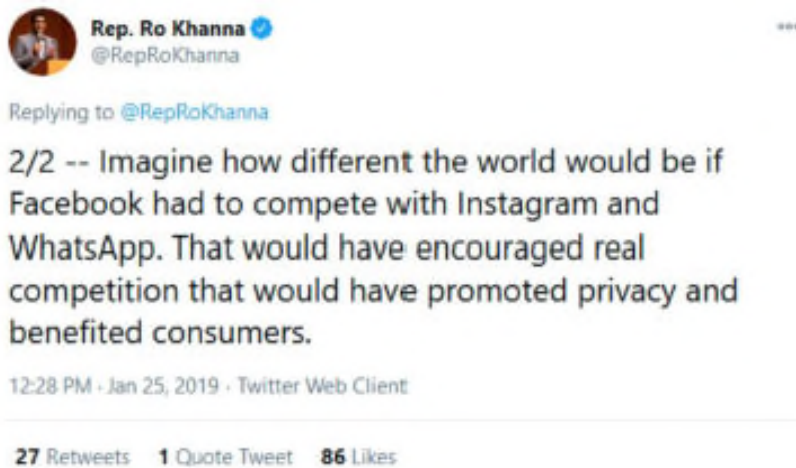 Rep. Ro Khanna
@RepRoKhanna
Replying to @RepRoKhanna
2/2 -- Imagine how different the world would be if
Facebook had to compete with Instagram and
WhatsApp. That would have encouraged real
competition that would have promoted privacy and
benefited consumers.
12:28 PM · Jan 25, 2019 · Twitter Web Client
27 Retweets 1 Quote Tweet 86 Likes